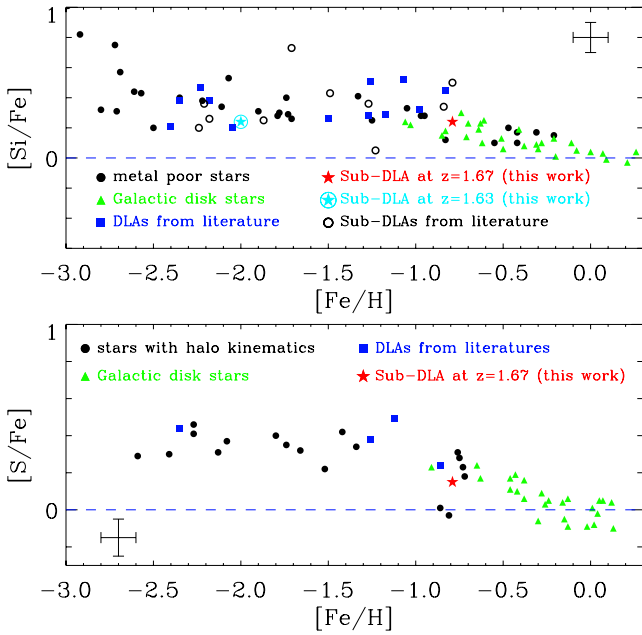 1
[Si/Fe]
0
metal poor stars
Sub-DLA at z=1.67 (this work)
Galactic disk stars
Sub-DLA at z=1.63 (this work)
DLAs from literature
Sub-DLAs from literature
-3.0 -2.5 -2.0 -1.5 -1.0 -0.5 0.0
[Fe/H]
1
stars with halo kinematics
DLAs from literatures
Galactic disk stars
Sub-DLA at z=1.67 (this work)
[S/Fe]
0
-3.0 -2.5 -2.0 -1.5 -1.0 -0.5 0.0
[Fe/H]